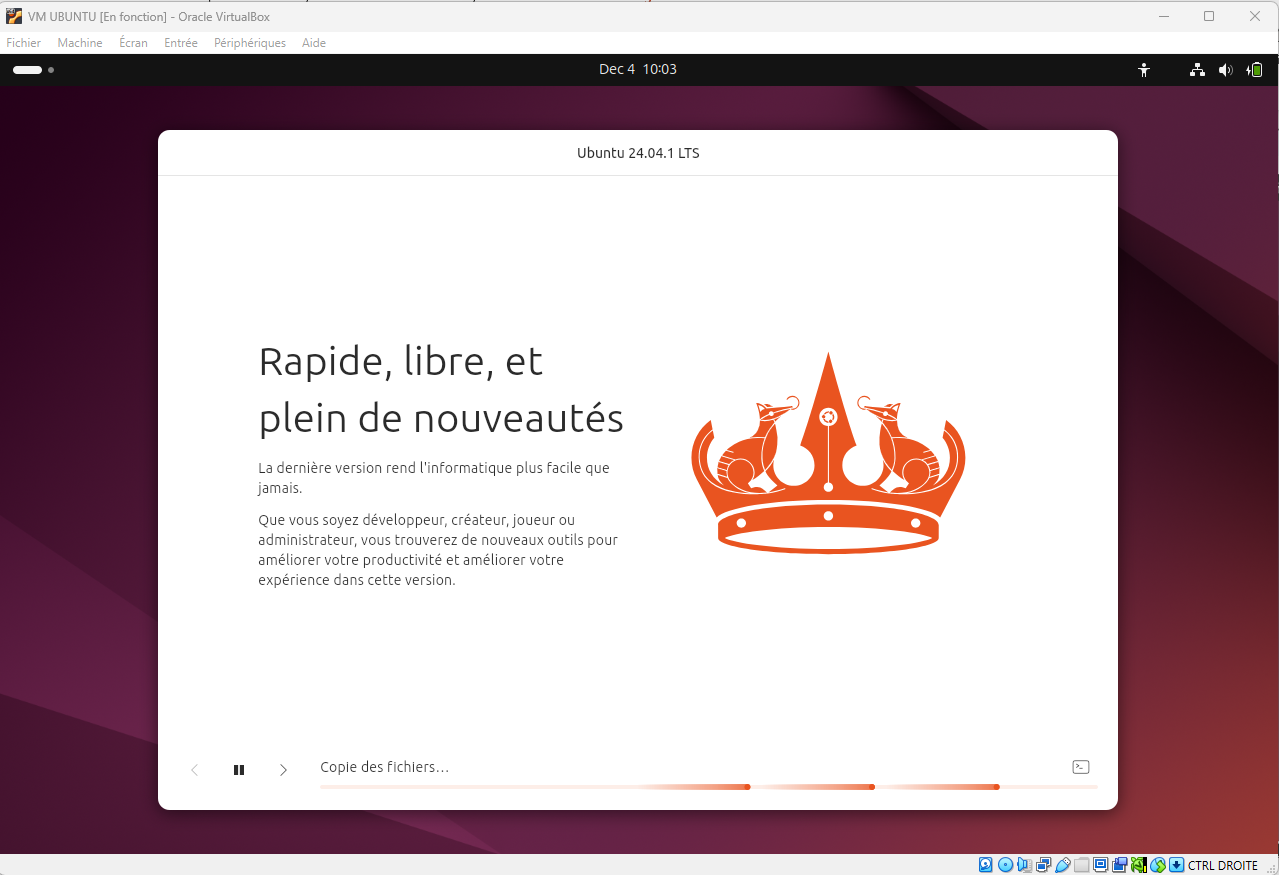 VM UBUNTU [En fonction] - Oracle VirtualBox
Fichier Machine Écran Entrée Périphériques Aide
Dec 4 10:03
Ubuntu 24.04.1 LTS
Rapide, libre, et
plein de nouveautés
La dernière version rend l'informatique plus facile que
jamais.
Que vous soyez développeur, créateur, joueur ou
administrateur, vous trouverez de nouveaux outils pour
améliorer votre productivité et améliorer votre
expérience dans cette version.
Copie des fichiers…
CTRL DROITE